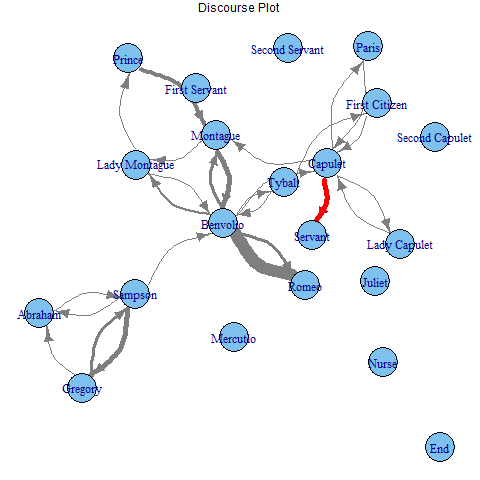 Discourse Plot
Second Servant
Paris
Prince
First Servant
First Citizen
Montague
Second Capulet
Lady Montague
Capulet
Tybalt
Benvolio
Servant
Lady Capulet
Romeo
Juliet
Sampson
Abraham
Mercutio
Nurse
Gregory
End